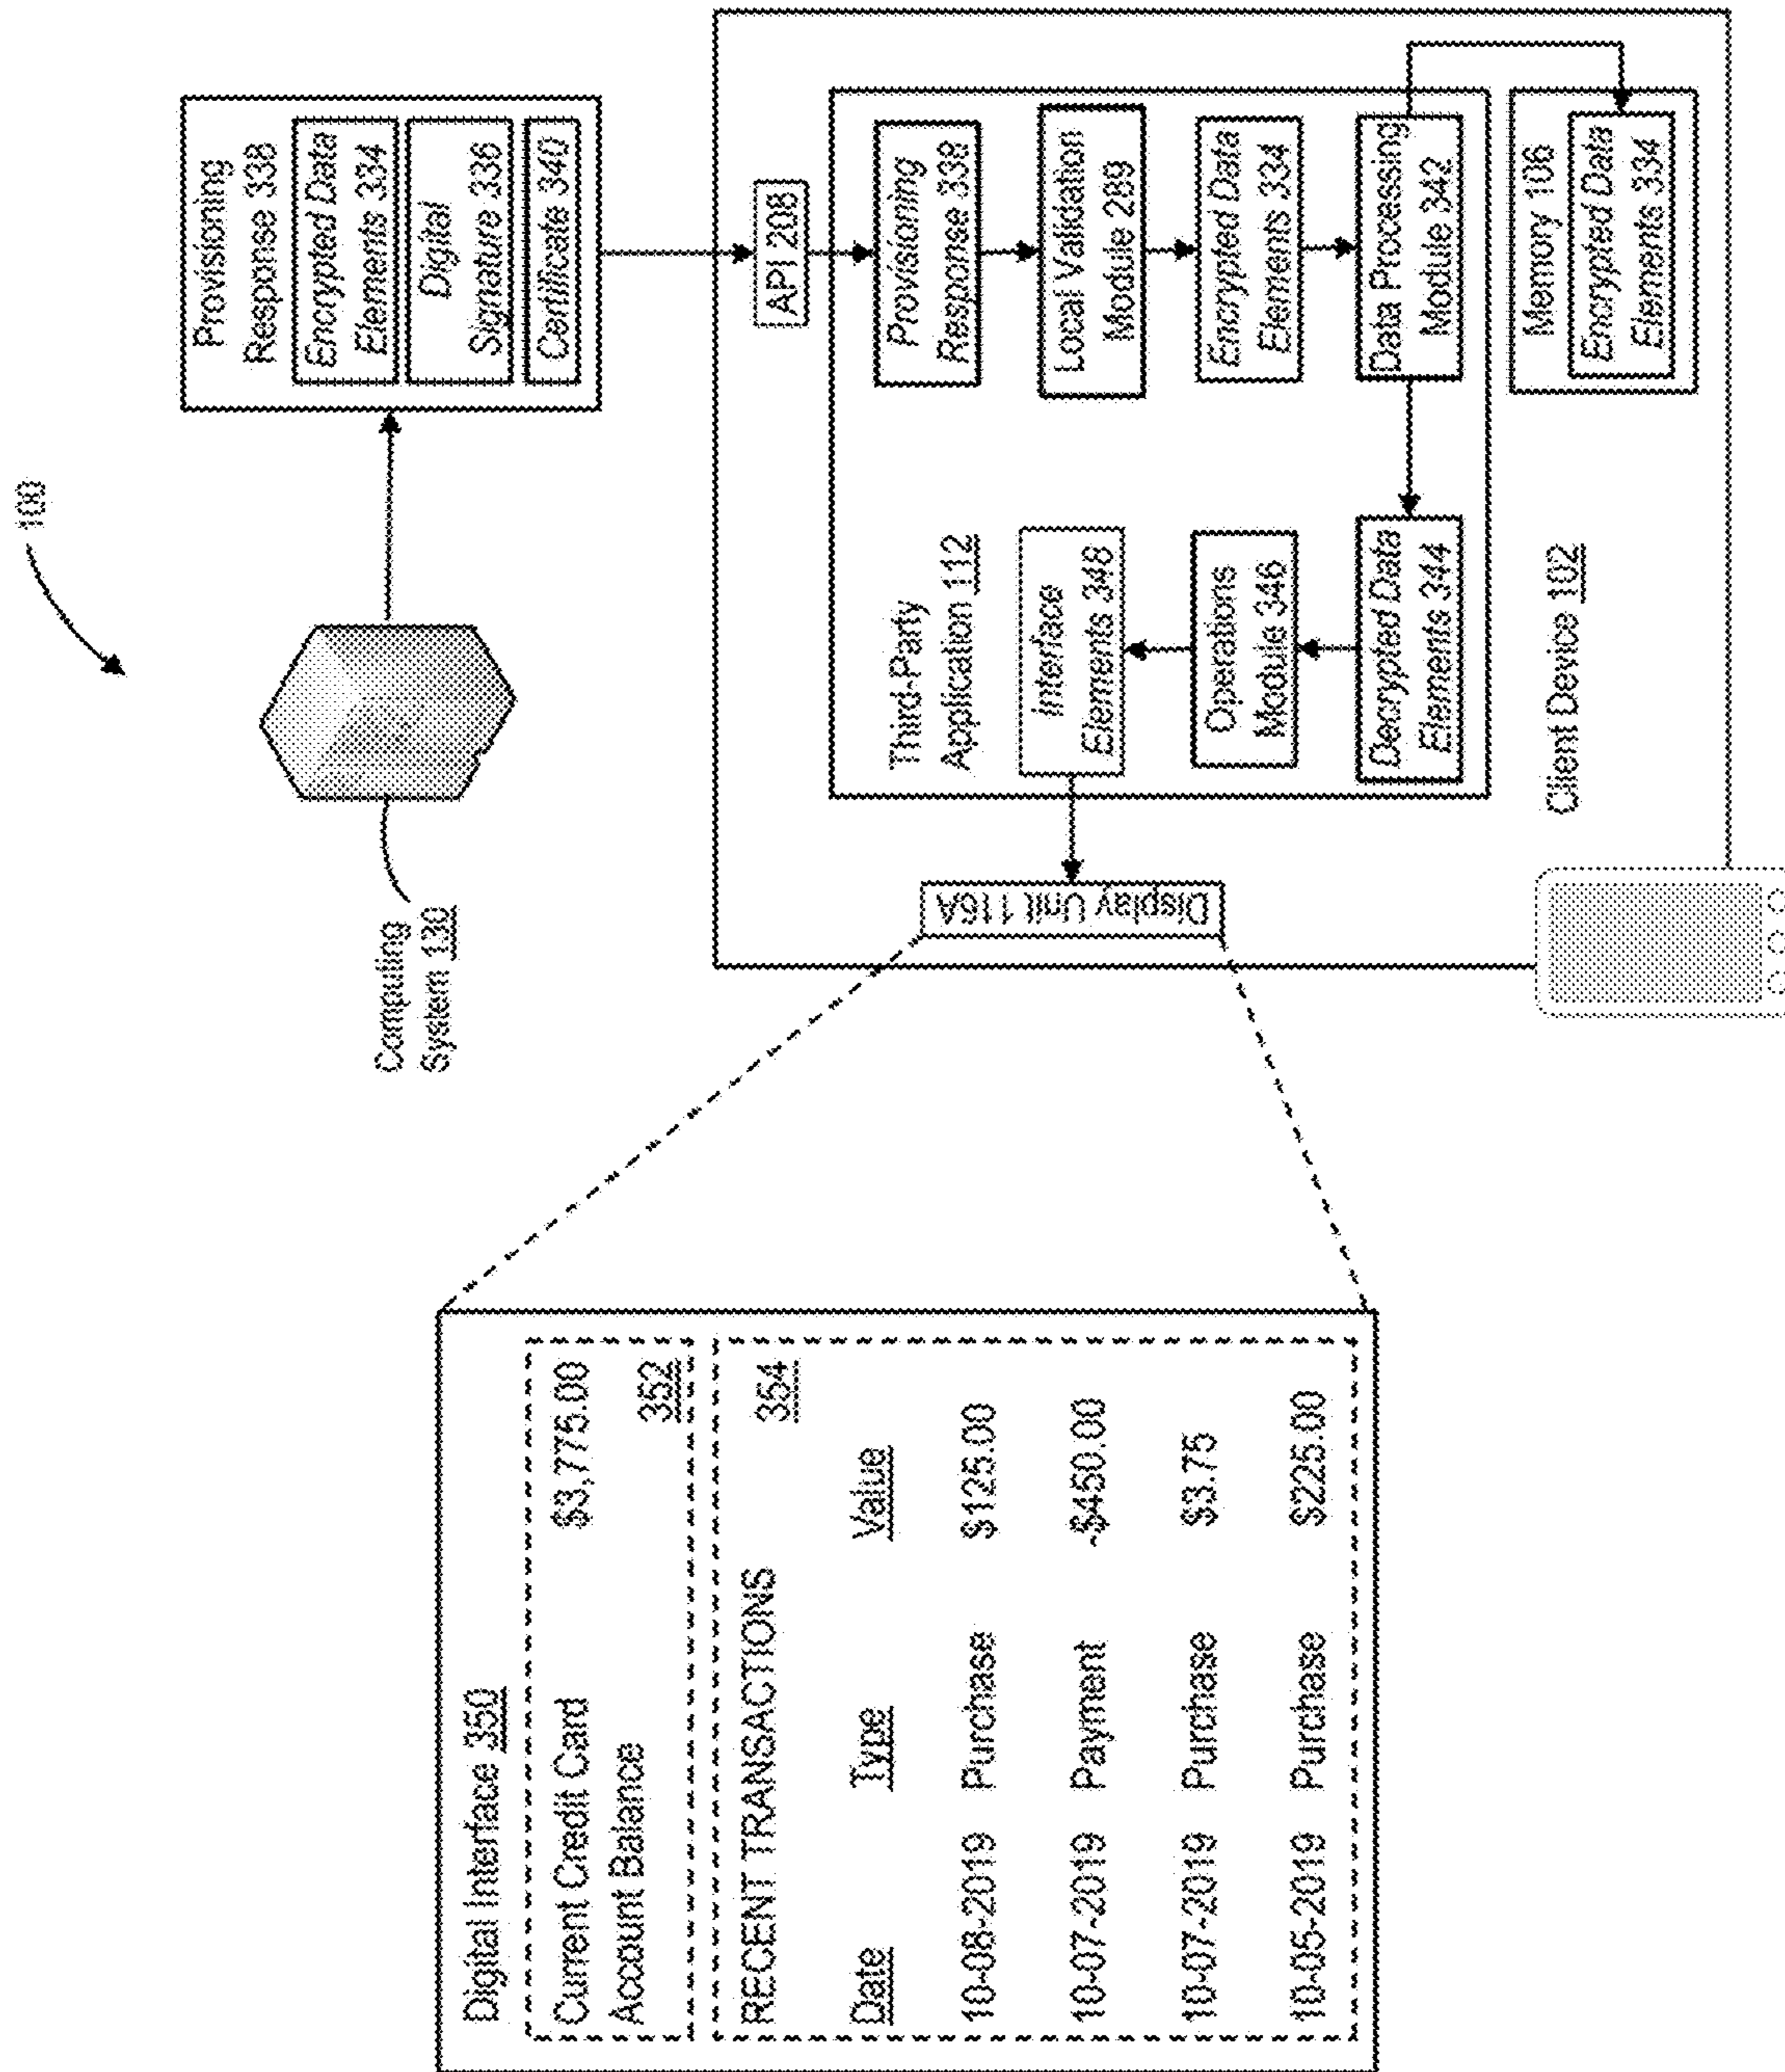 100
Computing
System 130
Provisioning
Response 338
Encrypted Data
Elements 334
Digital
Signature 336
Certificate 340
API 208
Provisioning
Response 338
Local Validation
Module 289
Encrypted Data
Elements 334
Data Processing
Module 342
Memory 106
Encrypted Data
Elements 334
Third-Party
Application 112
Interface
Elements 348
Operations
Module 346
Decrypted Data
Elements 344
Client Device 102
Display Unit 116A
Digital Interface 350
Current Credit Card $3,775.00
Account Balance 352
RECENT TRANSACTIONS 354
Date Type Value
10-08-2019 Purchase $125.00
10-07-2019 Payment -$450.00
10-07-2019 Purchase $3.75
10-05-2019 Purchase $225.00